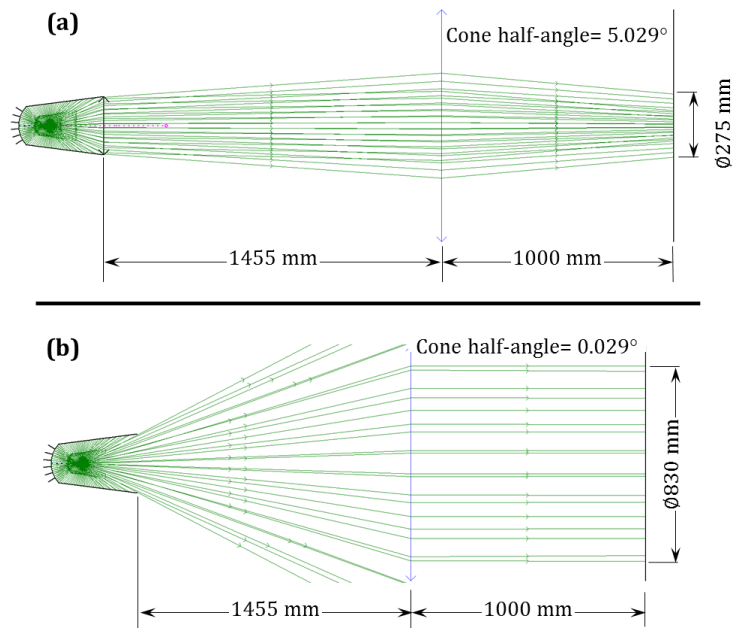 (a)
Cone half-angle= 5.029°
Ø275 mm
1455 mm
1000 mm
(b)
Cone half-angle= 0.029°
Ø830 mm
1455 mm
1000 mm